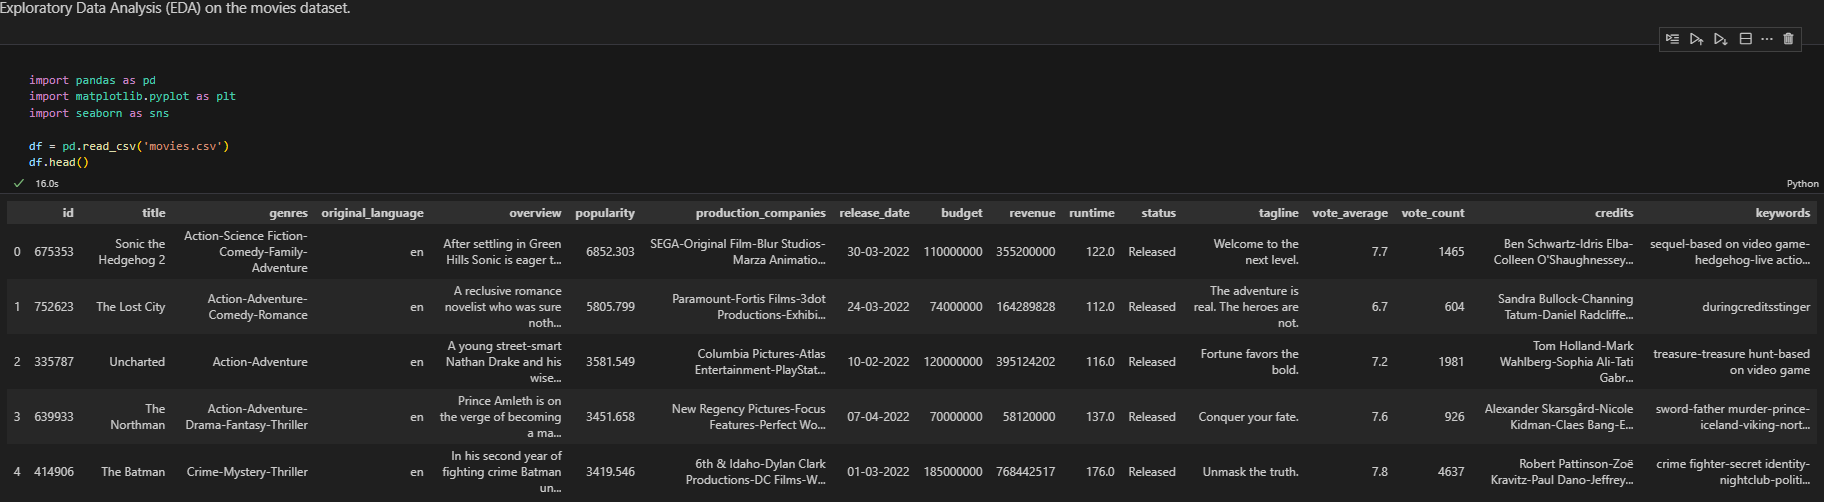 Exploratory Data Analysis (EDA) on the movies dataset.
import pandas as pd
import matplotlib.pyplot as plt
import seaborn as sns
df = pd.read_csv('movies.csv')
df.head()
16.0s
Python
id title genres original_language overview popularity production_companies release_date budget revenue runtime status tagline vote_average vote_count credits keywords
0 675353 Sonic the Hedgehog 2 Action-Science Fiction-Comedy-Family-Adventure en After settling in Green Hills Sonic is eager t... 6852.303 SEGA-Original Film-Blur Studios-Marza Animatio... 30-03-2022 110000000 355200000 122.0 Released Welcome to the next level. 7.7 1465 Ben Schwartz-Idris Elba-Colleen O'Shaughnessey... sequel-based on video game-hedgehog-live actio...
1 752623 The Lost City Action-Adventure-Comedy-Romance en A reclusive romance novelist who was sure noth... 5805.799 Paramount-Fortis Films-3dot Productions-Exhibi... 24-03-2022 74000000 164289828 112.0 Released The adventure is real. The heroes are not. 6.7 604 Sandra Bullock-Channing Tatum-Daniel Radcliffe... duringcreditsstinger
2 335787 Uncharted Action-Adventure en A young street-smart Nathan Drake and his wise... 3581.549 Columbia Pictures-Atlas Entertainment-PlayStat... 10-02-2022 120000000 395124202 116.0 Released Fortune favors the bold. 7.2 1981 Tom Holland-Mark Wahlberg-Sophia Ali-Tati Gabr... treasure-treasure hunt-based on video game
3 639933 The Northman Action-Adventure-Drama-Fantasy-Thriller en Prince Amleth is on the verge of becoming a ma... 3451.658 New Regency Pictures-Focus Features-Perfect Wo... 07-04-2022 70000000 58120000 137.0 Released Conquer your fate. 7.6 926 Alexander Skarsgård-Nicole Kidman-Claes Bang-E... sword-father murder-prince-iceland-viking-nort...
4 414906 The Batman Crime-Mystery-Thriller en In his second year of fighting crime Batman un... 3419.546 6th & Idaho-Dylan Clark Productions-DC Films-W... 01-03-2022 185000000 768442517 176.0 Released Unmask the truth. 7.8 4637 Robert Pattinson-Zoë Kravitz-Paul Dano-Jeffrey... crime fighter-secret identity-nightclub-politi...